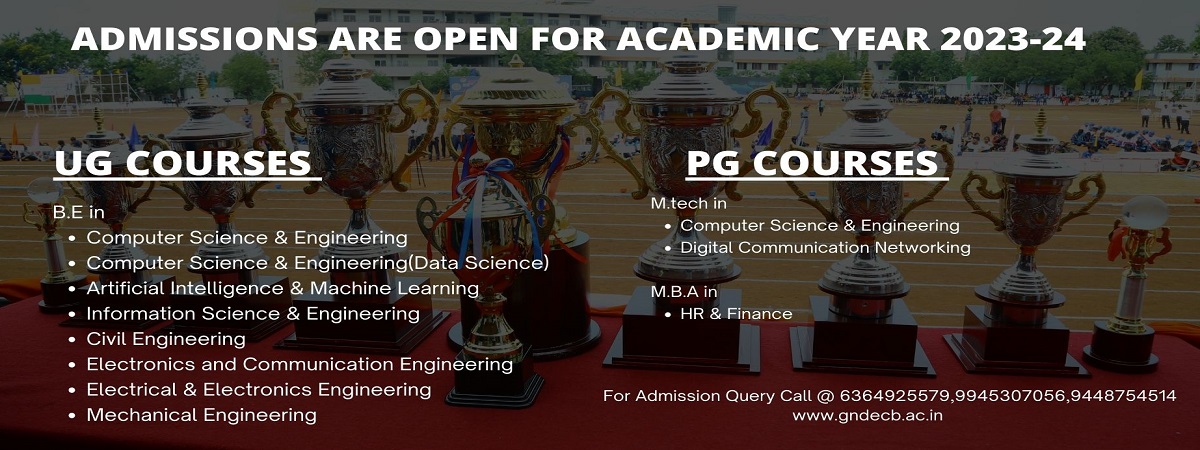 ADMISSIONS ARE OPEN FOR ACADEMIC YEAR 2023-24
UG COURSES
B.E in
• Computer Science & Engineering
• Computer Science & Engineering(Data Science)
• Artificial Intelligence & Machine Learning
• Information Science & Engineering
• Civil Engineering
• Electronics and Communication Engineering
• Electrical & Electronics Engineering
• Mechanical Engineering
PG COURSES
M.tech in
• Computer Science & Engineering
• Digital Communication Networking
M.B.A in
• HR & Finance
For Admission Query Call @ 6364925579,9945307056,9448754514
www.gndecb.ac.in